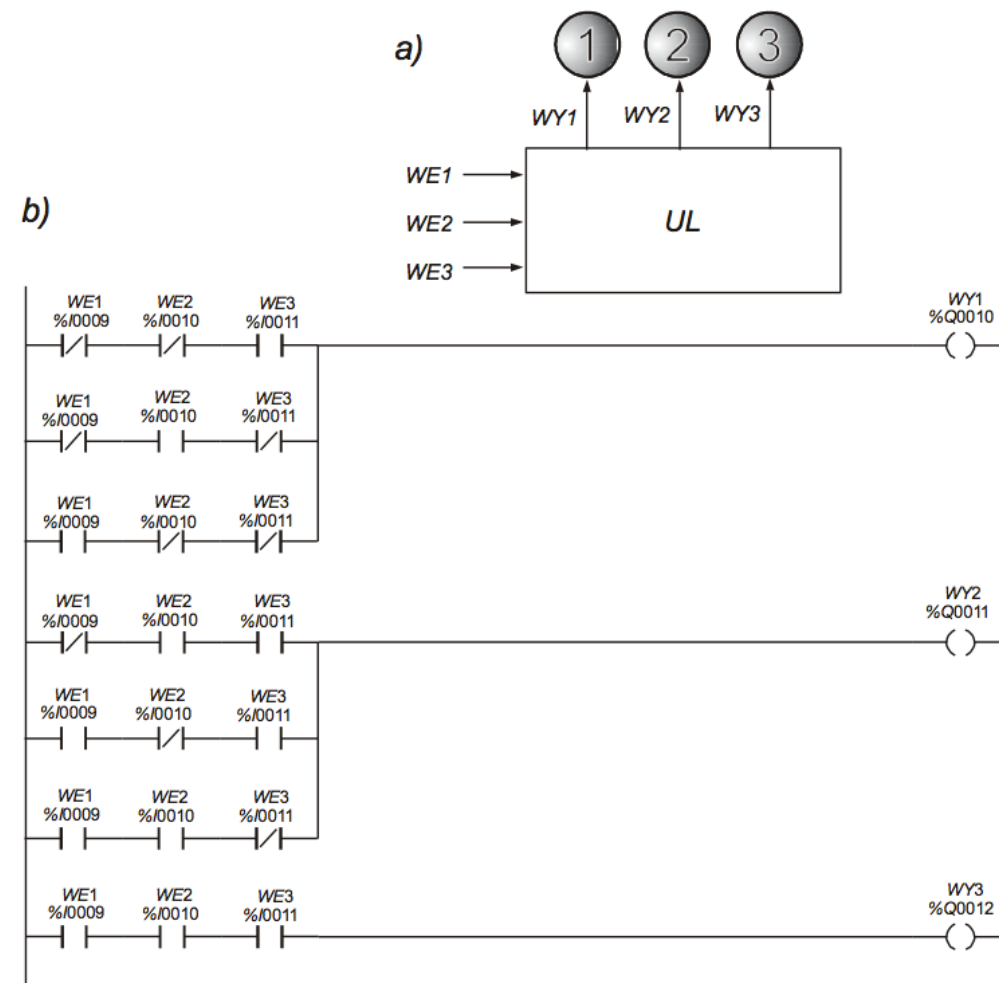 a)
1 2 3
WY1 WY2 WY3
WE1
WE2
WE3
UL
b)
WE1 WE2 WE3 WY1
%I0009 %I0010 %I0011 %Q0010
WE1 WE2 WE3
%I0009 %I0010 %I0011
WE1 WE2 WE3
%I0009 %I0010 %I0011
WE1 WE2 WE3 WY2
%I0009 %I0010 %I0011 %Q0011
WE1 WE2 WE3
%I0009 %I0010 %I0011
WE1 WE2 WE3
%I0009 %I0010 %I0011
WE1 WE2 WE3 WY3
%I0009 %I0010 %I0011 %Q0012